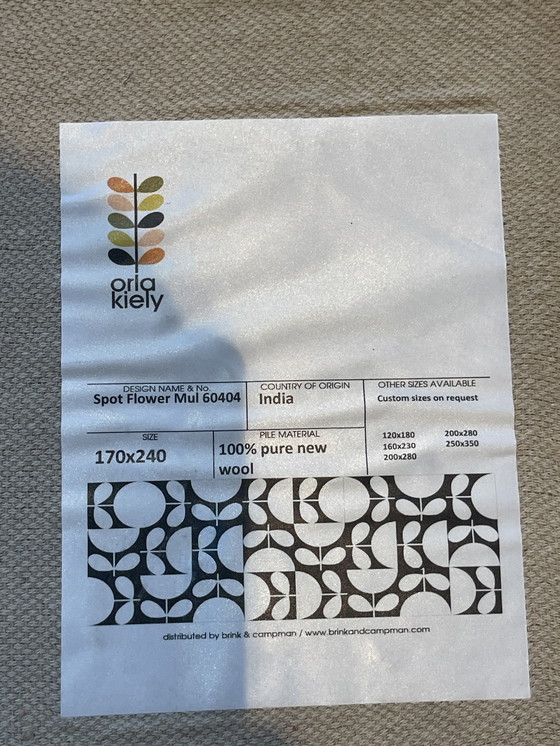 orla
kiely
DESIGN NAME & No.
Spot Flower Mul 60404
COUNTRY OF ORIGIN
India
OTHER SIZES AVAILABLE
Custom sizes on request
SIZE
170x240
PILE MATERIAL
100% pure new
wool
120x180 200x280
160x230 250x350
200x280
distributed by brink & campman / www.brinkandcampman.com